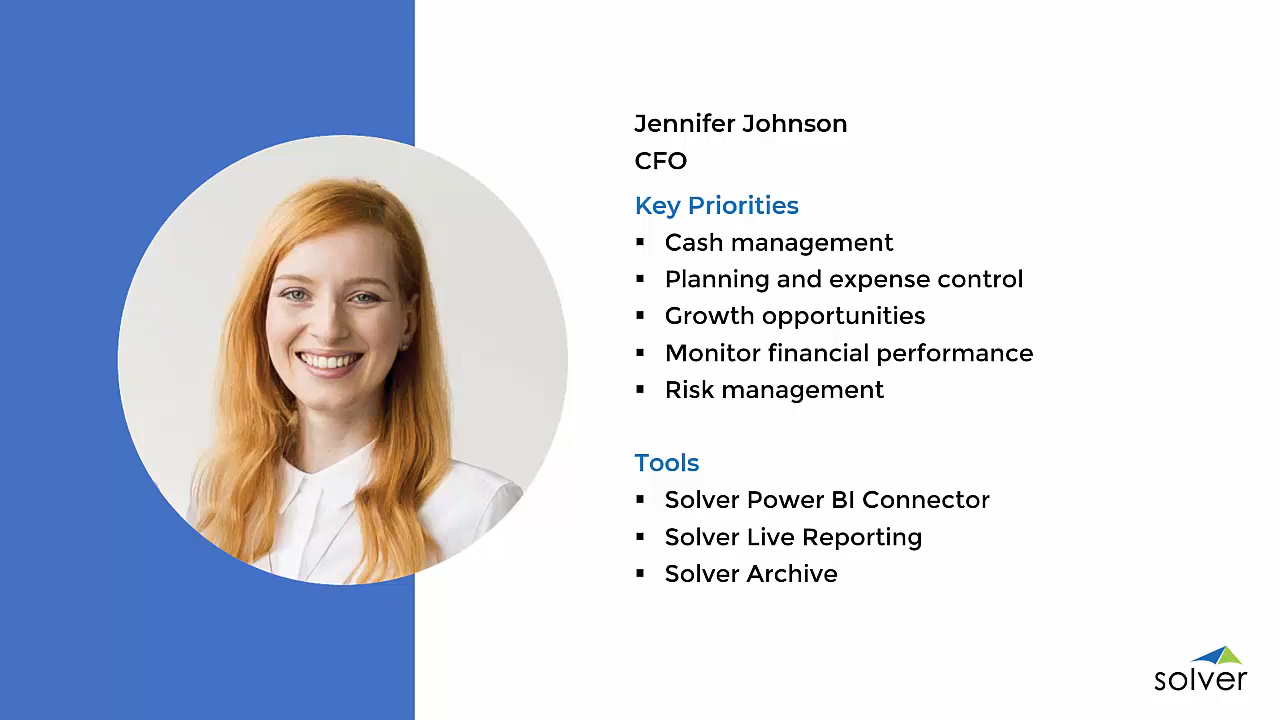 Jennifer Johnson
CFO
Key Priorities
▪ Cash management
▪ Planning and expense control
▪ Growth opportunities
▪ Monitor financial performance
▪ Risk management
Tools
▪ Solver Power BI Connector
▪ Solver Live Reporting
▪ Solver Archive
solver